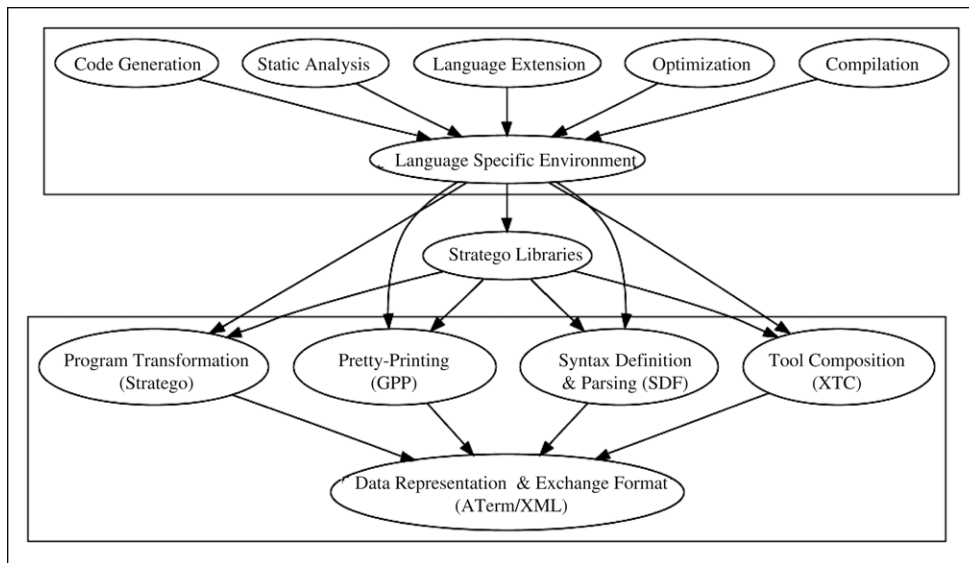 Code Generation
Static Analysis
Language Extension
Optimization
Compilation
Language Specific Environment
Stratego Libraries
Program Transformation
(Stratego)
Pretty-Printing
(GPP)
Syntax Definition
& Parsing (SDF)
Tool Composition
(XTC)
Data Representation & Exchange Format
(ATerm/XML)